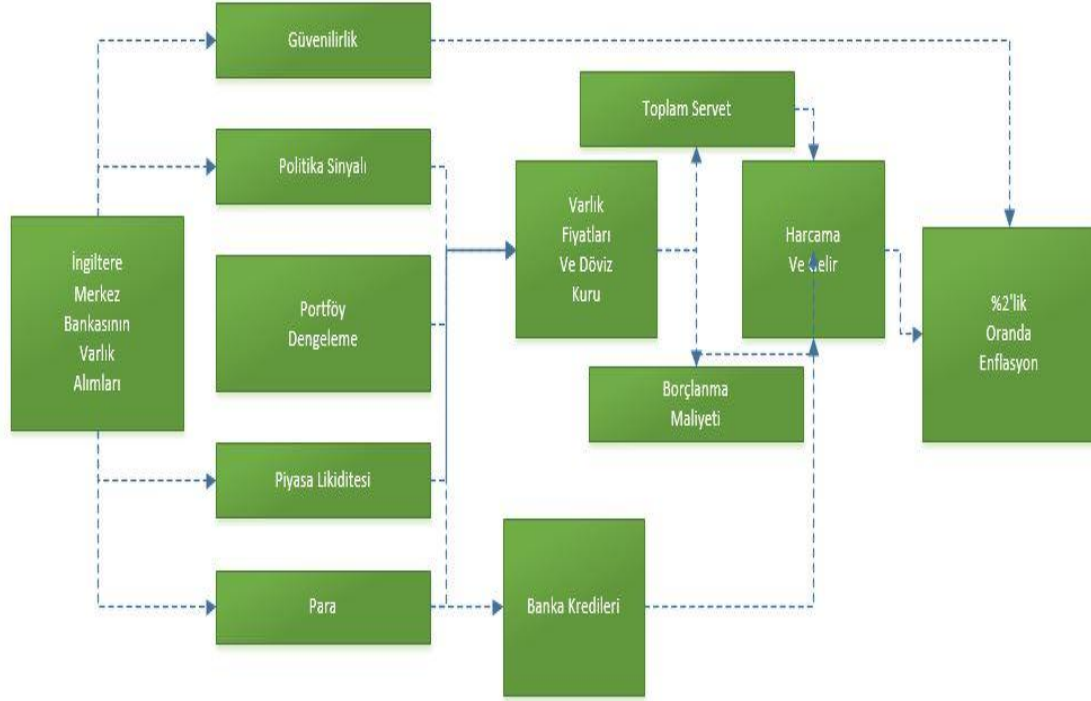 İngiltere
Merkez
Bankasının
Varlık
Alımları
Güvenilirlik
Politika Sinyalı
Portföy
Dengeleme
Piyasa Likiditesi
Para
Varlık
Fiyatları
Ve Döviz
Kuru
Banka Kredileri
Toplam Servet
Borçlanma
Maliyeti
Harcama
Ve Gelir
%2'lik
Oranda
Enflasyon